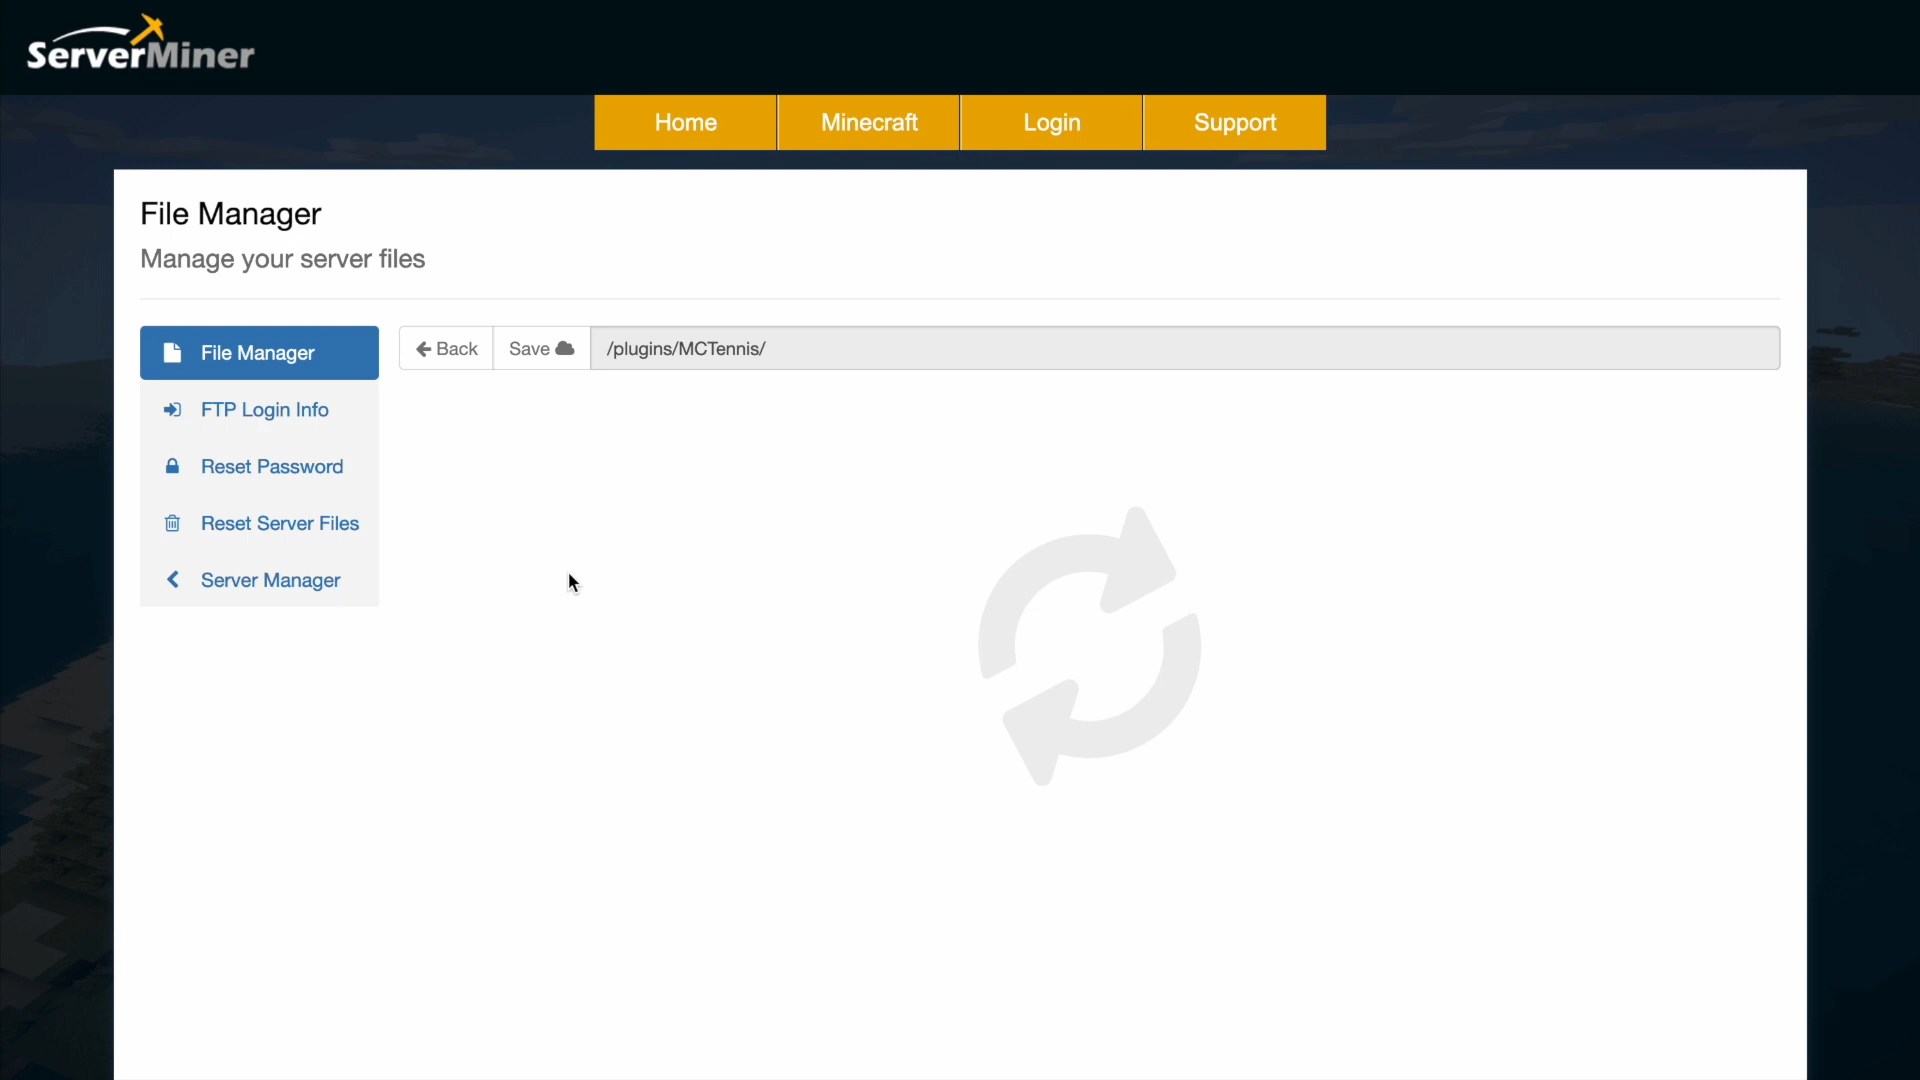 ServerMiner
Home
Minecraft
Login
Support
File Manager
Manage your server files
File Manager
FTP Login Info
Reset Password
Reset Server Files
Server Manager
Back
Save
/plugins/MCTennis/